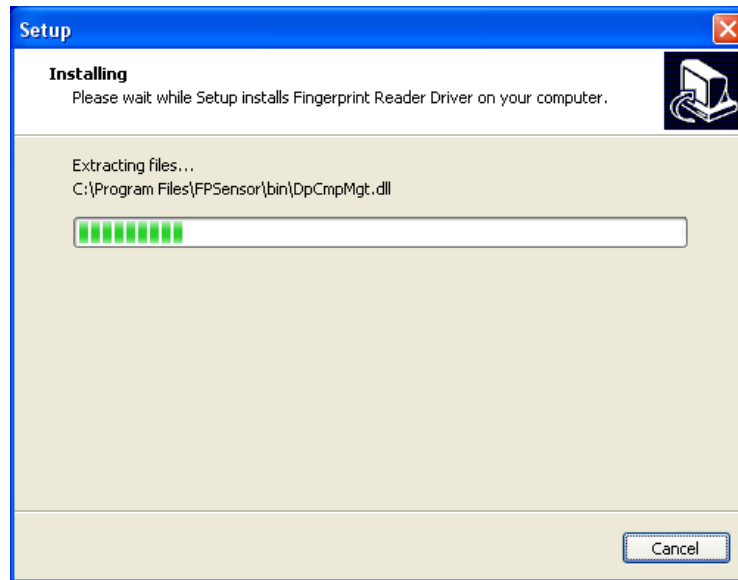 Setup
Installing
Please wait while Setup installs Fingerprint Reader Driver on your computer.
Extracting files...
C:\Program Files\FPSensor\bin\DpCmpMgt.dll
Cancel